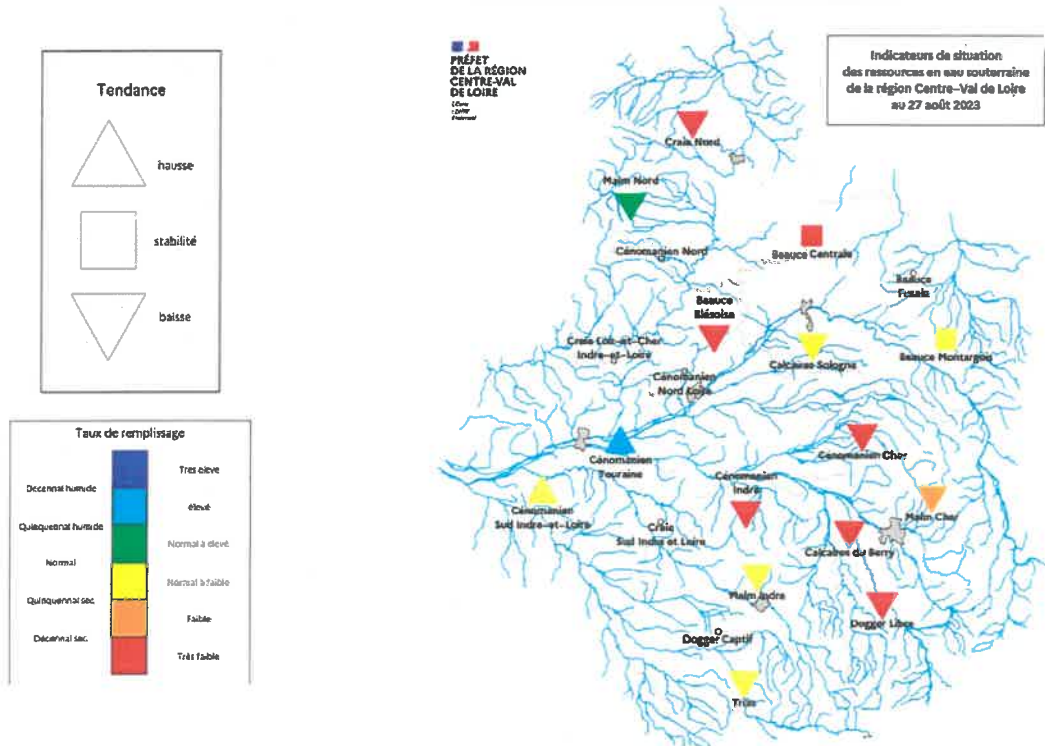 Tendance
hausse
stabilité
baisse
Taux de remplissage
Décennal humide
Quinquennal humide
Normal
Quinquennal sec
Décennal sec
Très élevé
élevé
Normal à élevé
Normal à faible
Faible
Très faible
PRÉFET
DE LA RÉGION
CENTRE-VAL
DE LOIRE
Indicateurs de situation
des ressources en eau souterraine
de la région Centre-Val de Loire
au 27 août 2023
Craie Nord
Malm Nord
Cénomanien Nord
Beauce Centrale
Beauce
Beauce
Blésoise
Craie Loir-et-Cher
Indre-et-Loire
Calcaires Sologne
Beauce Montargois
Cénomanien
Nord Loire
Cénomanien
Touraine
Cénomanien Cher
Cénomanien
Indre
Cénomanien
Sud Indre-et-Loire
Craie
Sud Indre et Loire
Malm Cher
Calcaires du Berry
Malm Indre
Dogger Libre
Dogger Captif
Trias